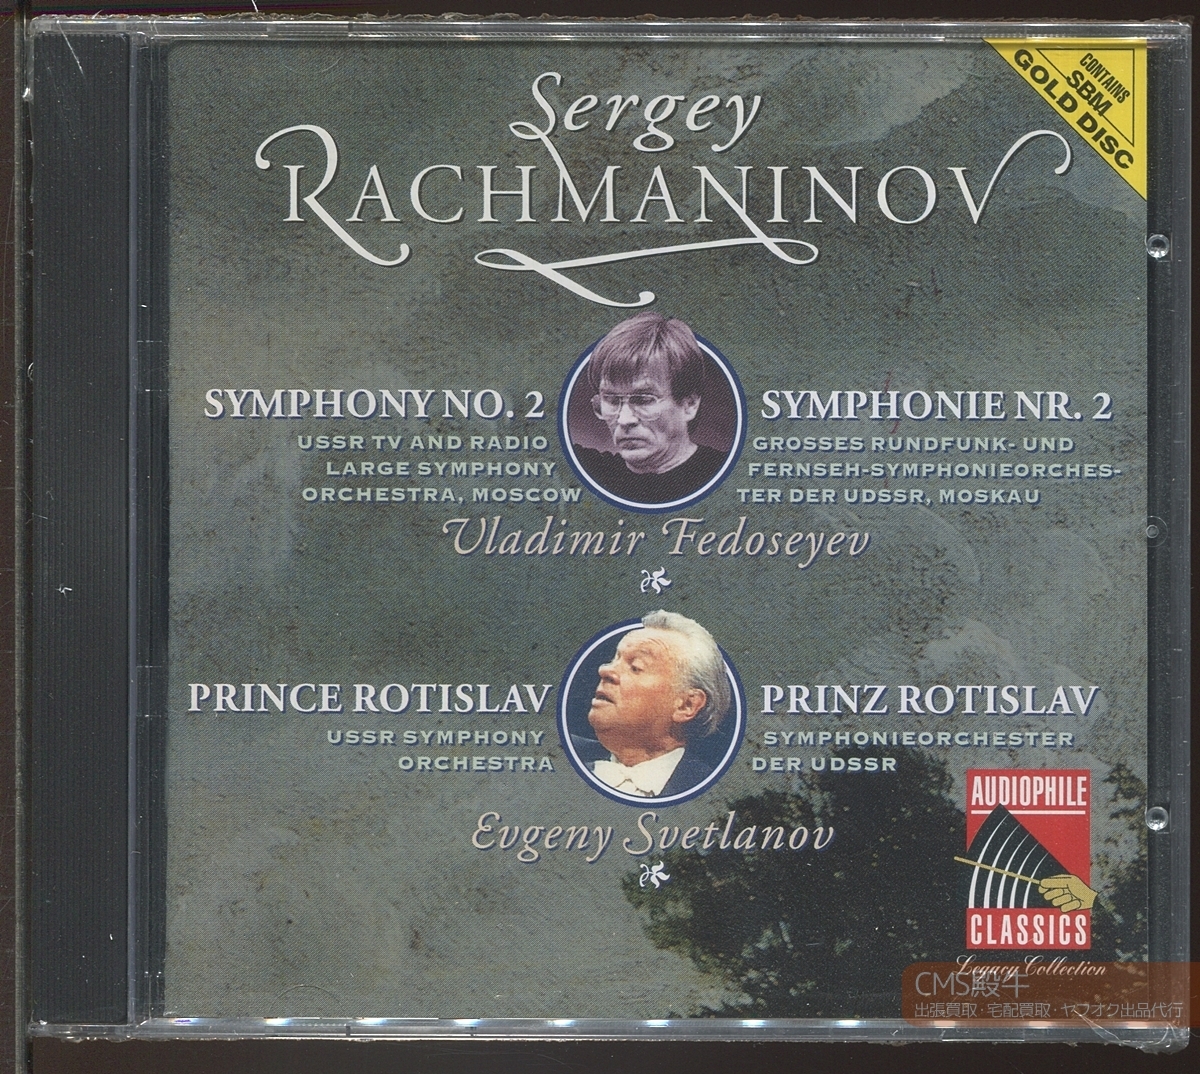 CONTAINS
SBM
GOLD DISC
Sergey
RACHMANINOV
SYMPHONY NO. 2
USSR TV AND RADIO
LARGE SYMPHONY
ORCHESTRA, MOSCOW
SYMPHONIE NR. 2
GROSSES RUNDFUNK- UND
FERNSEH-SYMPHONIEORCHES-
TER DER UDSSR, MOSKAU
Vladimir Fedoseyev
PRINCE ROTISLAV
USSR SYMPHONY
ORCHESTRA
PRINZ ROTISLAV
SYMPHONIEORCHESTER
DER UDSSR
Evgeny Svetlanov
AUDIOPHILE
CLASSICS
Legacy Collection
CMS殿牛
出張買取·宅配買取·ヤフオク出品代行